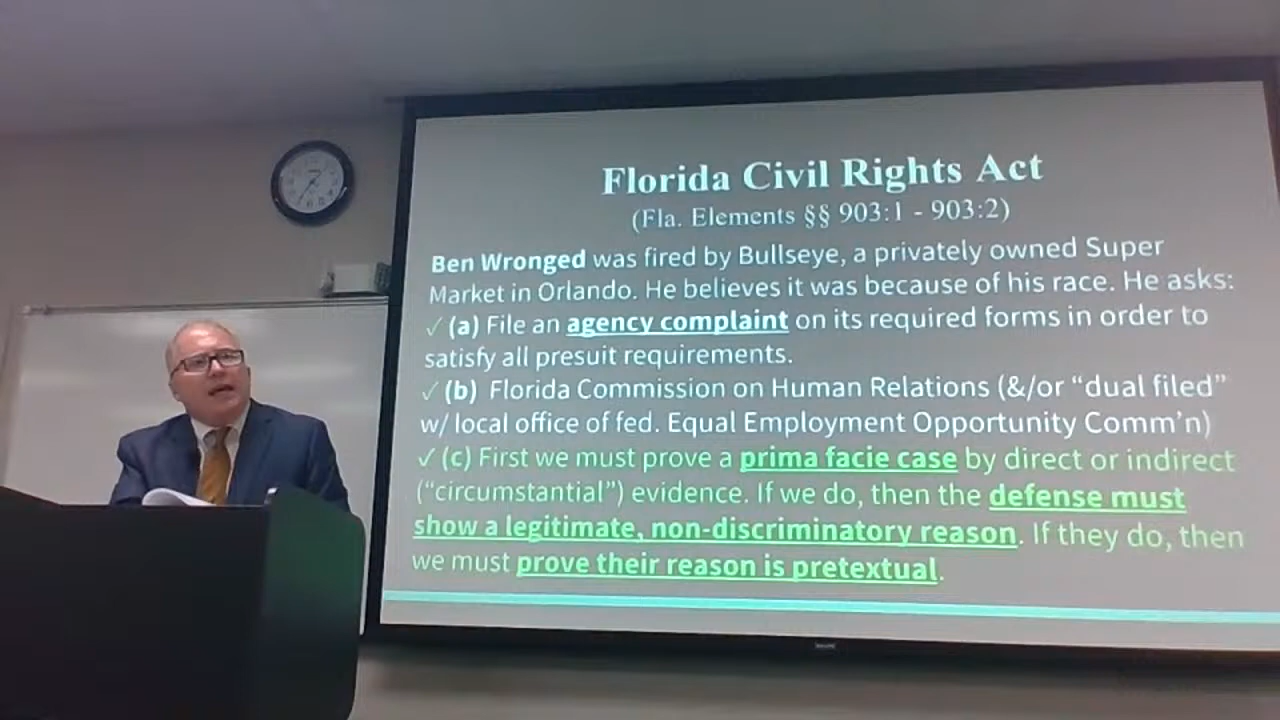 Florida Civil Rights Act
(Fla. Elements §§ 903:1 - 903:2)
Ben Wronged was fired by Bullseye, a privately owned Super
Market in Orlando. He believes it was because of his race. He asks:
✓ (a) File an agency complaint on its required forms in order to
satisfy all presuit requirements.
✓ (b) Florida Commission on Human Relations (&/or “dual filed”
w/ local office of fed. Equal Employment Opportunity Comm’n)
✓ (c) First we must prove a prima facie case by direct or indirect
(“circumstantial”) evidence. If we do, then the defense must
show a legitimate, non-discriminatory reason. If they do, then
we must prove their reason is pretextual.